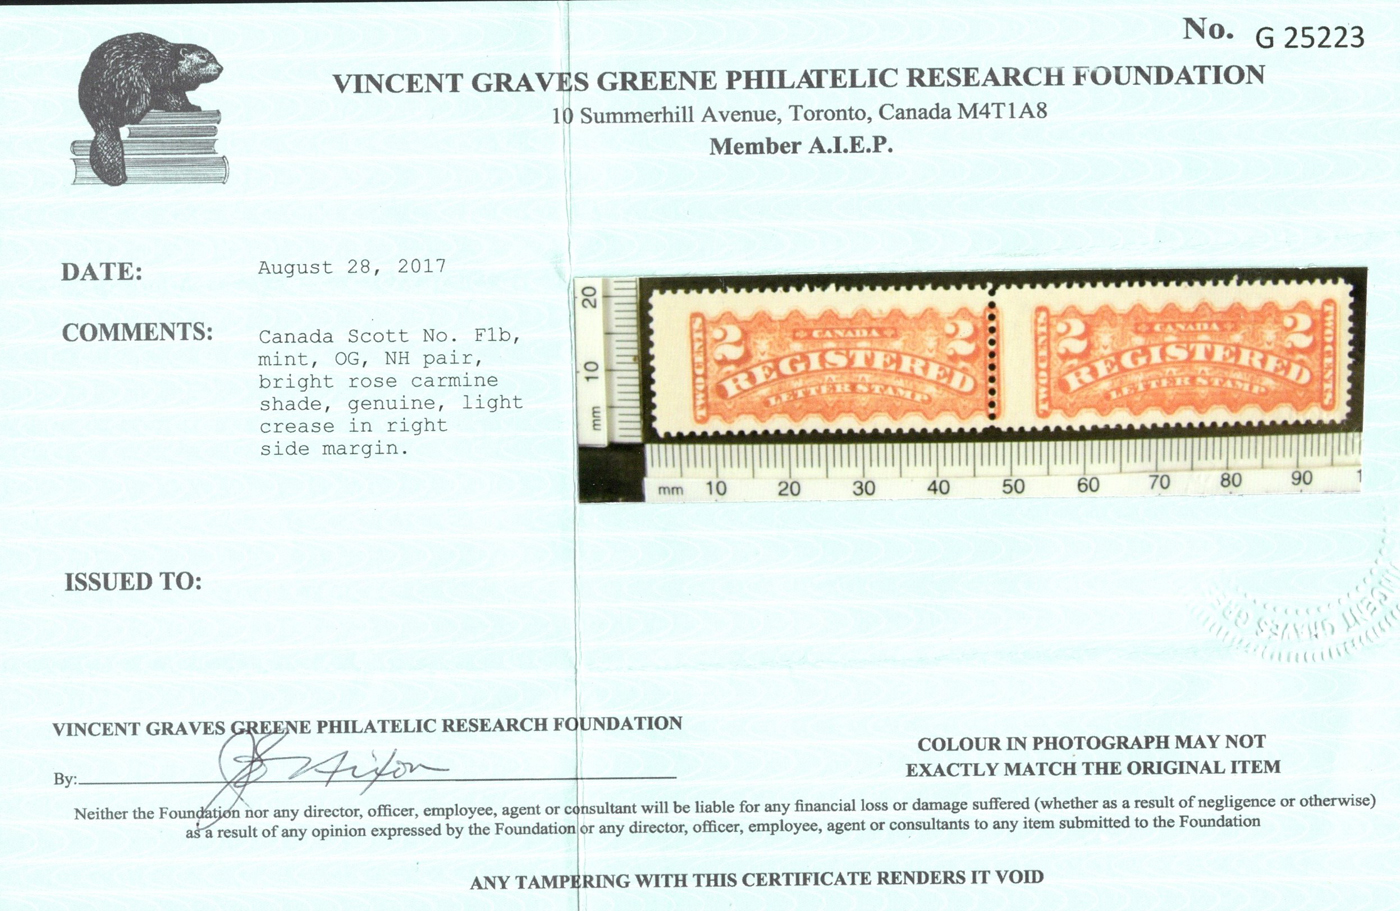 No. G 25223
VINCENT GRAVES GREENE PHILATELIC RESEARCH FOUNDATION
10 Summerhill Avenue, Toronto, Canada M4T1A8
Member A.I.E.P.
DATE: August 28, 2017
COMMENTS: Canada Scott No. F1b,
mint, OG, NH pair,
bright rose carmine
shade, genuine, light
crease in right
side margin.
20
10
mm
TWO CENTS 2 CANADA 2
REGISTERED
LETTER STAMP
TWO CENTS 2 CANADA 2
REGISTERED
LETTER STAMP
mm 10 20 30 40 50 60 70 80 90 1
ISSUED TO:
VINCENT GRAVES GREENE PHILATELIC RESEARCH FOUNDATION
By: Nixon
COLOUR IN PHOTOGRAPH MAY NOT
EXACTLY MATCH THE ORIGINAL ITEM
Neither the Foundation nor any director, officer, employee, agent or consultant will be liable for any financial loss or damage suffered (whether as a result of negligence or otherwise)
as a result of any opinion expressed by the Foundation or any director, officer, employee, agent or consultants to any item submitted to the Foundation
ANY TAMPERING WITH THIS CERTIFICATE RENDERS IT VOID